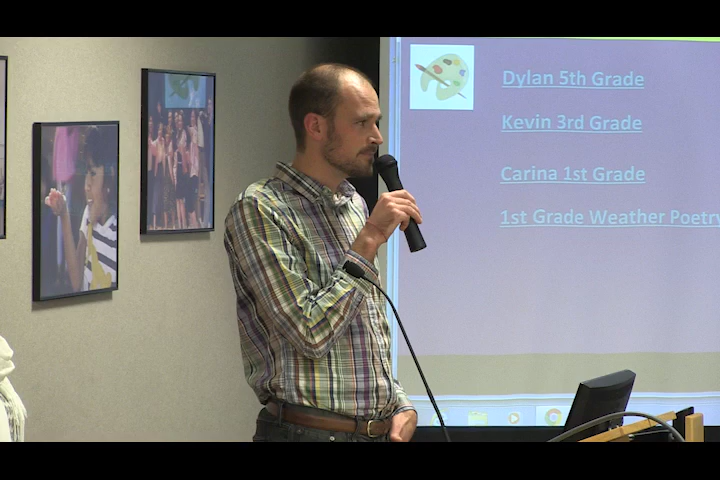 Dylan 5th Grade
Kevin 3rd Grade
Carina 1st Grade
1st Grade Weather Poetry